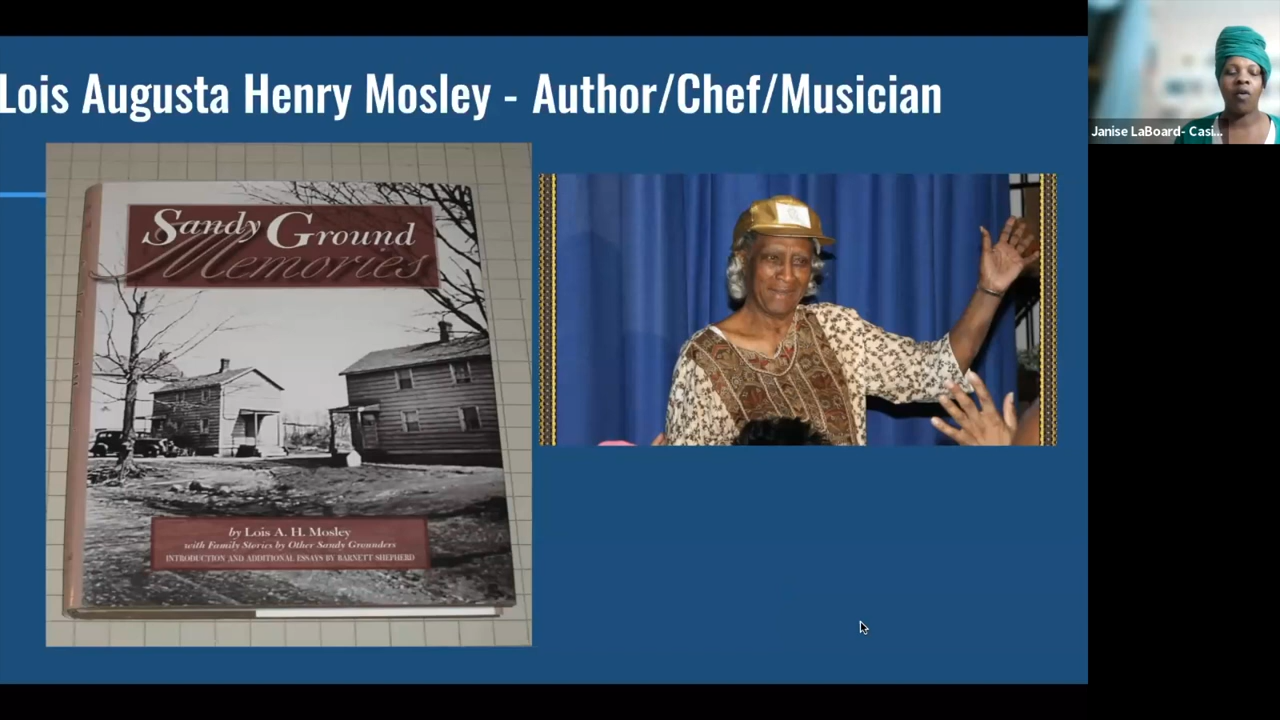 Lois Augusta Henry Mosley - Author/Chef/Musician
Janise LaBoard- Casi...
Sandy Ground
Memories
by Lois A. H. Mosley
with Family Stories by Other Sandy Grounders
INTRODUCTION AND ADDITIONAL ESSAYS BY BARNETT SHEPHERD